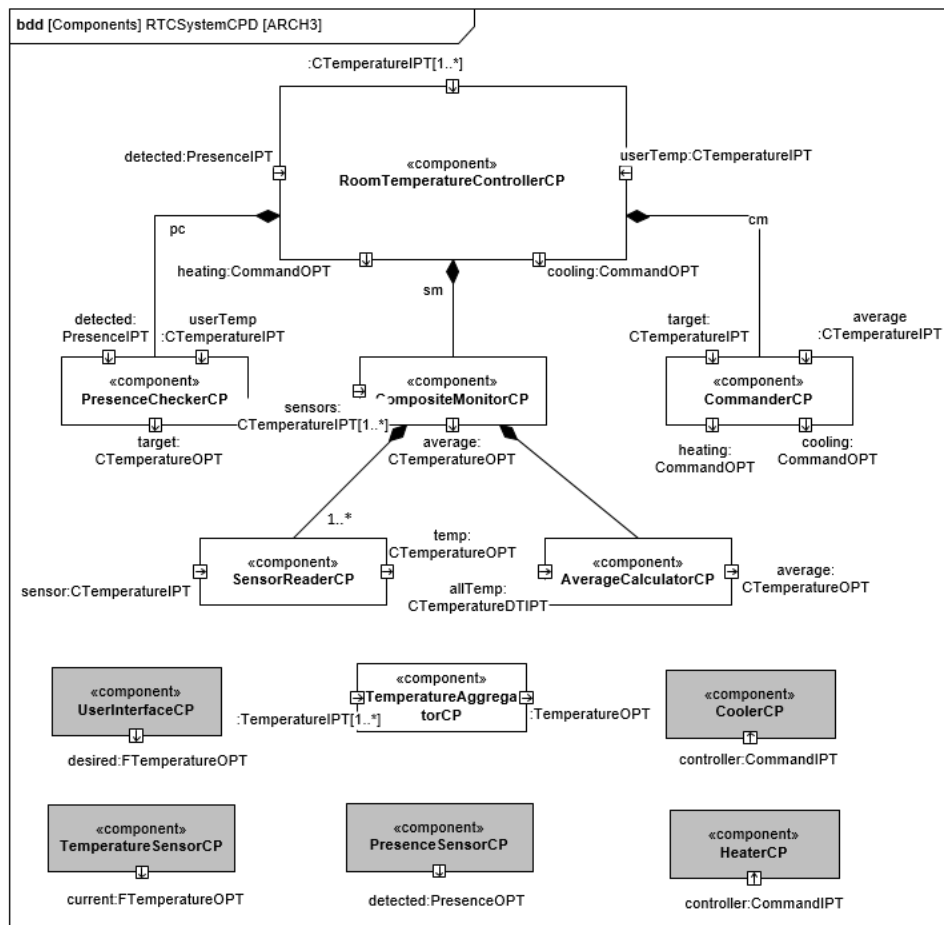 bdd [Components] RTCSystemCPD [ARCH3]
:CTemperatureIPT[1..*]
detected:PresenceIPT
«component»
RoomTemperatureControllerCP
userTemp:CTemperatureIPT
pc
cm
heating:CommandOPT
cooling:CommandOPT
sm
detected:
PresenceIPT
userTemp
:CTemperatureIPT
target:
CTemperatureIPT
average
:CTemperatureIPT
«component»
PresenceCheckerCP
«component»
CompositeMonitorCP
«component»
CommanderCP
sensors:
CTemperatureIPT[1..*]
target:
CTemperatureOPT
average:
CTemperatureOPT
heating:
CommandOPT
cooling:
CommandOPT
1..*
«component»
SensorReaderCP
temp:
CTemperatureOPT
«component»
AverageCalculatorCP
sensor:CTemperatureIPT
allTemp:
CTemperatureDTIPT
average:
CTemperatureOPT
«component»
UserInterfaceCP
desired:FTemperatureOPT
«component»
TemperatureAggrega
torCP
:TemperatureIPT[1..*]
:TemperatureOPT
«component»
CoolerCP
controller:CommandIPT
«component»
TemperatureSensorCP
current:FTemperatureOPT
«component»
PresenceSensorCP
detected:PresenceOPT
«component»
HeaterCP
controller:CommandIPT